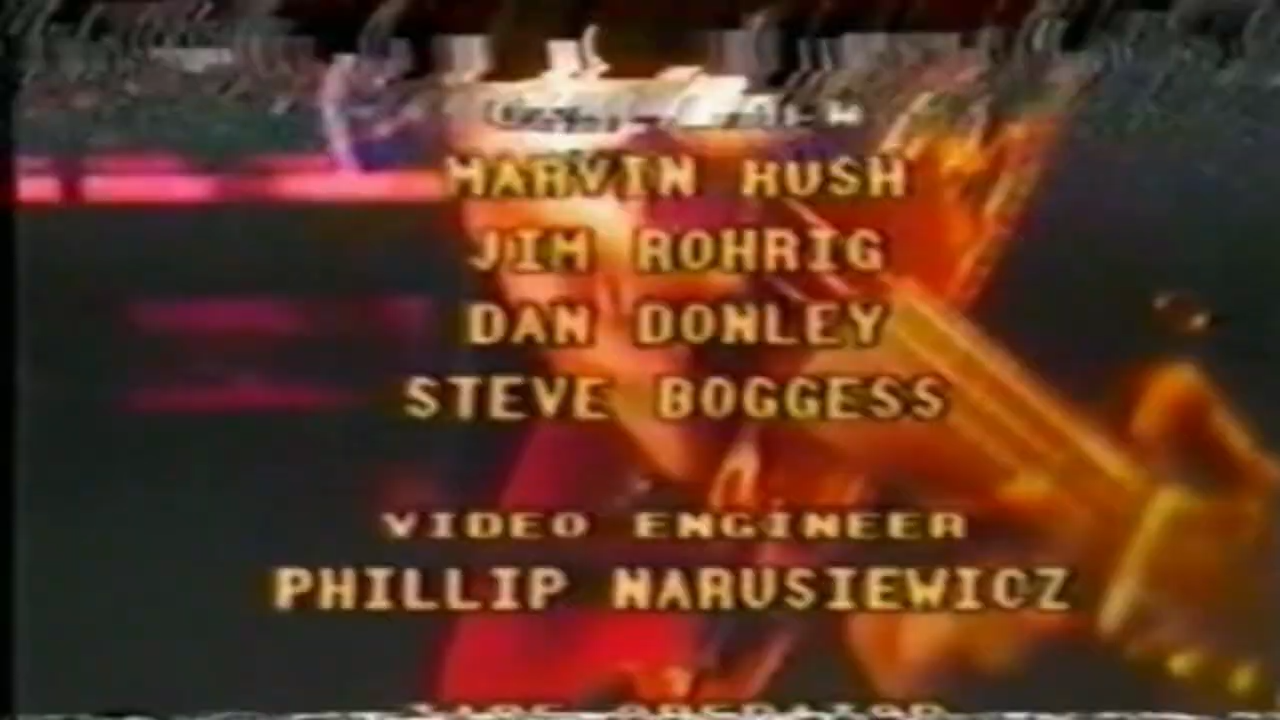 MARVIN RUSH
JIM ROHRIG
DAN DONLEY
STEVE BOGGESS
VIDEO ENGINEER
PHILLIP NARUSIEWICZ